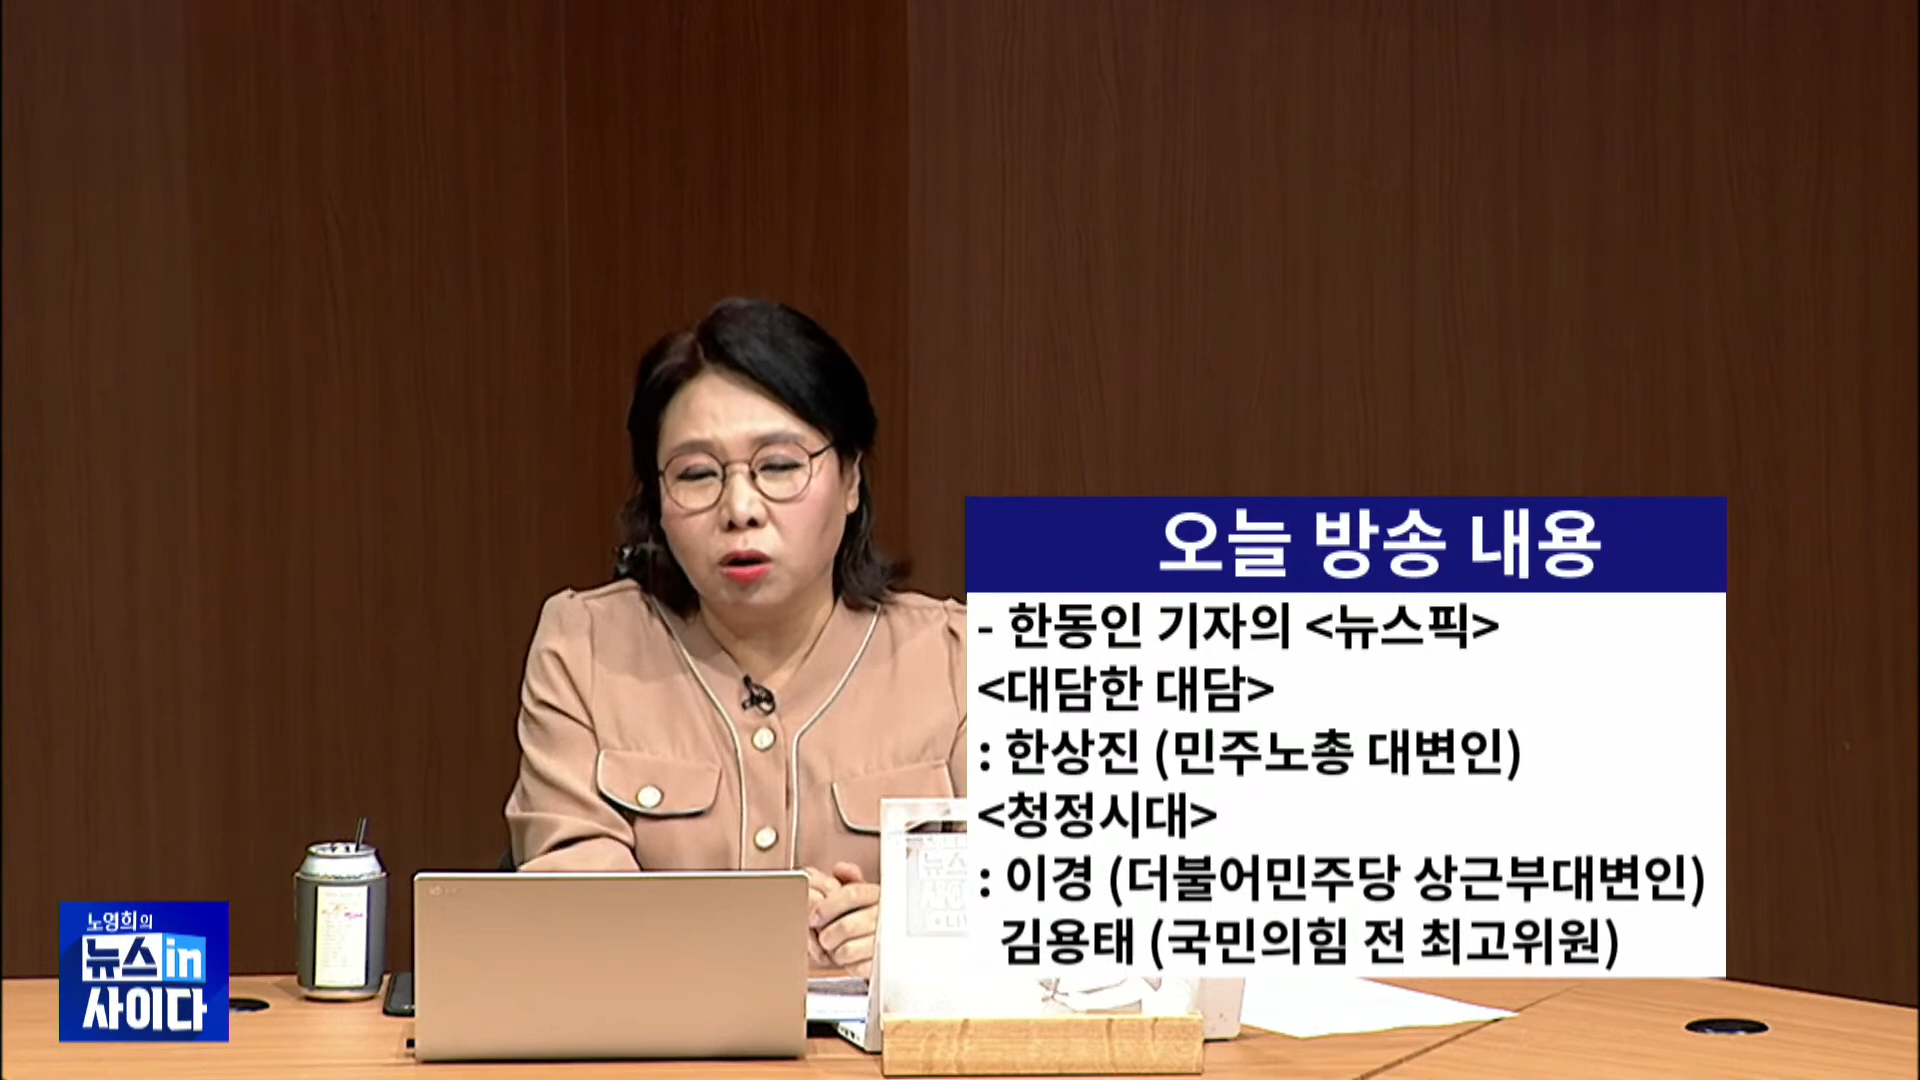 오늘 방송 내용
- 한동인 기자의 <뉴스픽>
<대담한 대담>
: 한상진 (민주노총 대변인)
<청정시대>
: 이경 (더불어민주당 상근부대변인)
김용태 (국민의힘 전 최고위원)
노영희의
뉴스in
사이다